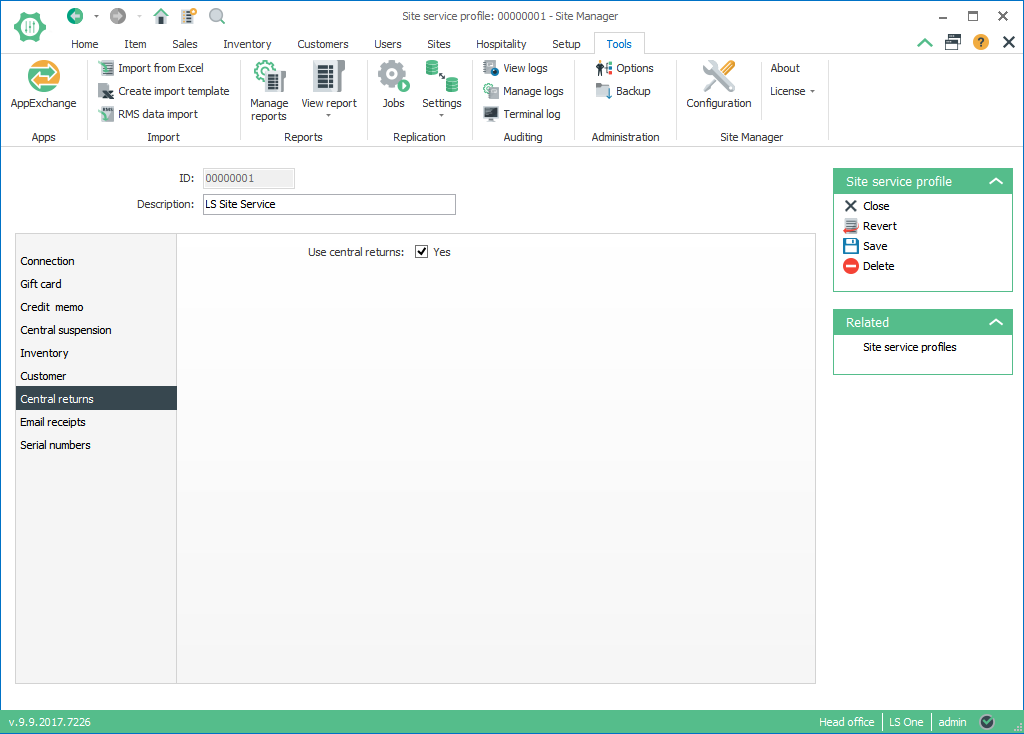 Site service profile: 00000001 - Site Manager
Home Item Sales Inventory Customers Users Sites Hospitality Setup Tools
AppExchange
Apps
Import from Excel
Create import template
RMS data import
Import
Manage reports
View report
Reports
Jobs
Settings
Replication
View logs
Manage logs
Terminal log
Auditing
Options
Backup
Administration
Configuration
About
License
Site Manager
ID: 00000001
Description: LS Site Service
Connection
Gift card
Credit memo
Central suspension
Inventory
Customer
Central returns
Email receipts
Serial numbers
Use central returns: Yes
Site service profile
Close
Revert
Save
Delete
Related
Site service profiles
v.9.9.2017.7226
Head office LS One admin